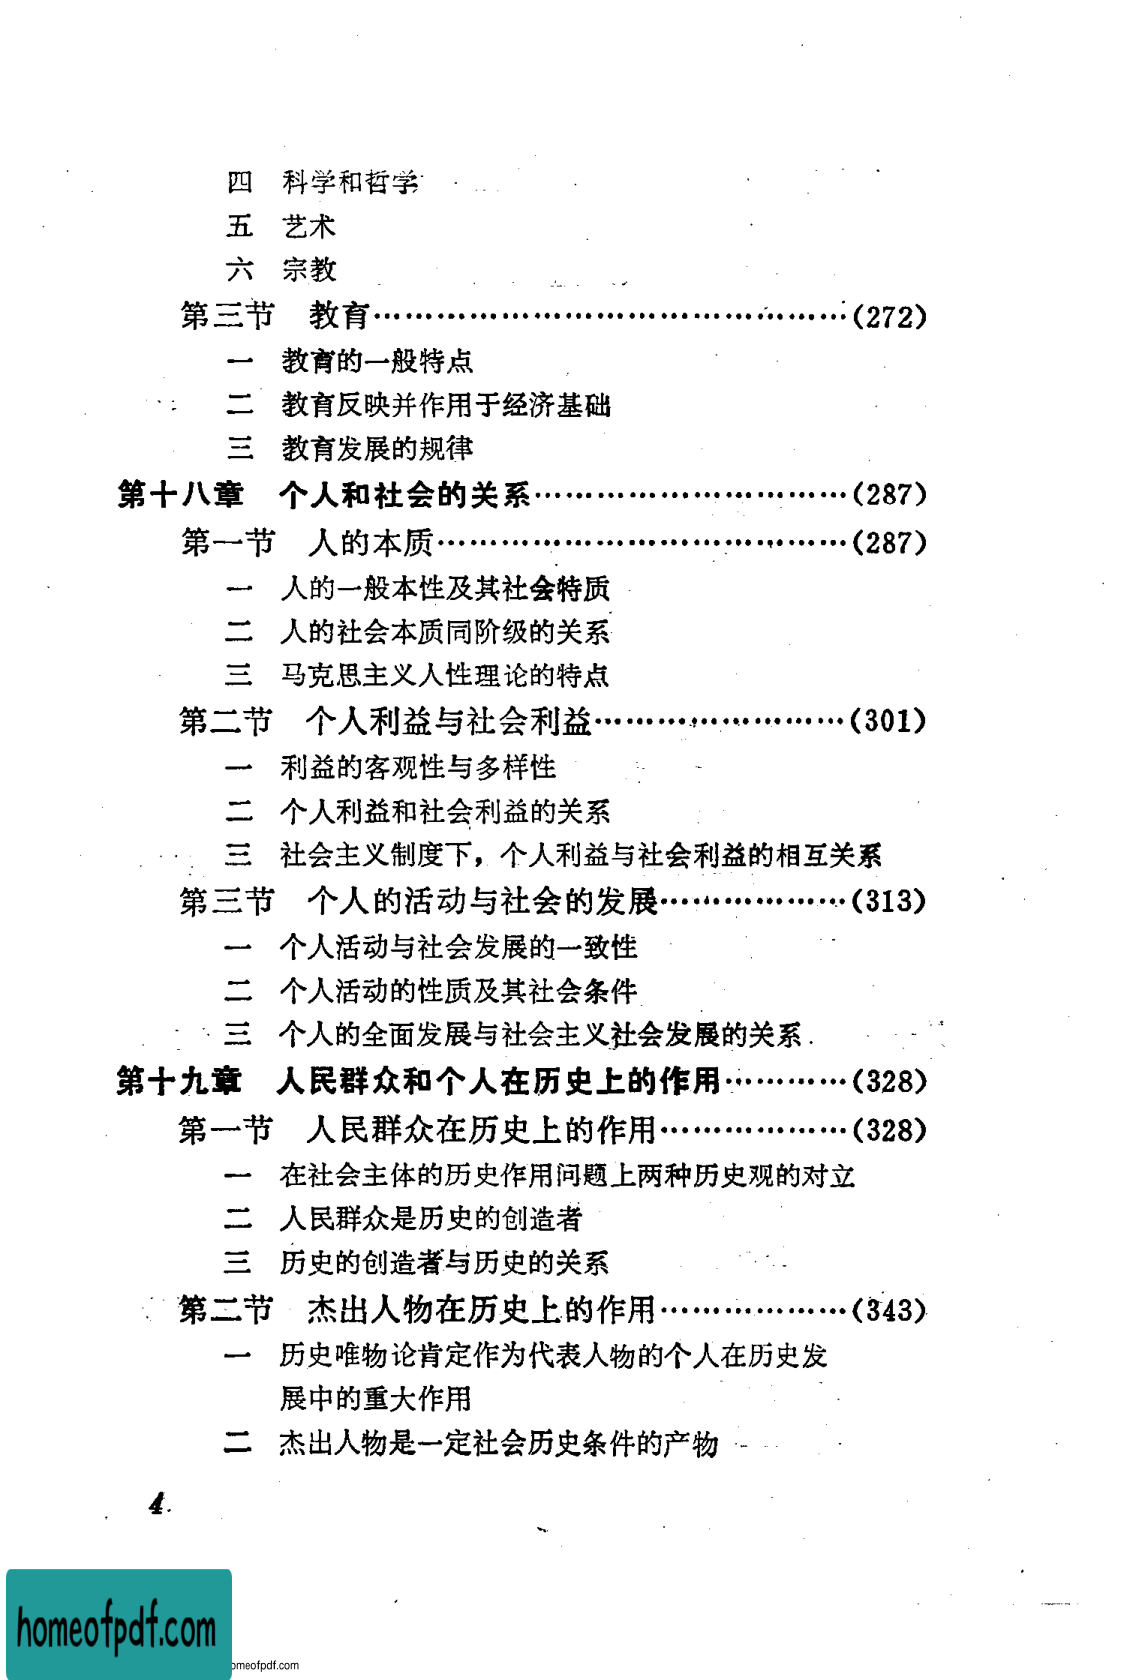 四 科学和哲学
五 艺术
六 宗教
第三节 教育……………………………………(272)
一 教育的一般特点
二 教育反映并作用于经济基础
三 教育发展的规律
第十八章 个人和社会的关系…………………………(287)
第一节 人的本质…………………………………(287)
一 人的一般本性及其社会特质
二 人的社会本质同阶级的关系
三 马克思主义人性理论的特点
第二节 个人利益与社会利益……………………(301)
一 利益的客观性与多样性
二 个人利益和社会利益的关系
三 社会主义制度下，个人利益与社会利益的相互关系
第三节 个人的活动与社会的发展………………(313)
一 个人活动与社会发展的一致性
二 个人活动的性质及其社会条件
三 个人的全面发展与社会主义社会发展的关系
第十九章 人民群众和个人在历史上的作用…………(328)
第一节 人民群众在历史上的作用………………(328)
一 在社会主体的历史作用问题上两种历史观的对立
二 人民群众是历史的创造者
三 历史的创造者与历史的关系
第二节 杰出人物在历史上的作用………………(343)
一 历史唯物论肯定作为代表人物的个人在历史发
展中的重大作用
二 杰出人物是一定社会历史条件的产物
4
homeofpdf.com
omeofpdf.com